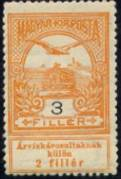 MAGYAR KIR. POSTA
3
FILLÉR
Árvízkárosultaknak
külön
2 fillér